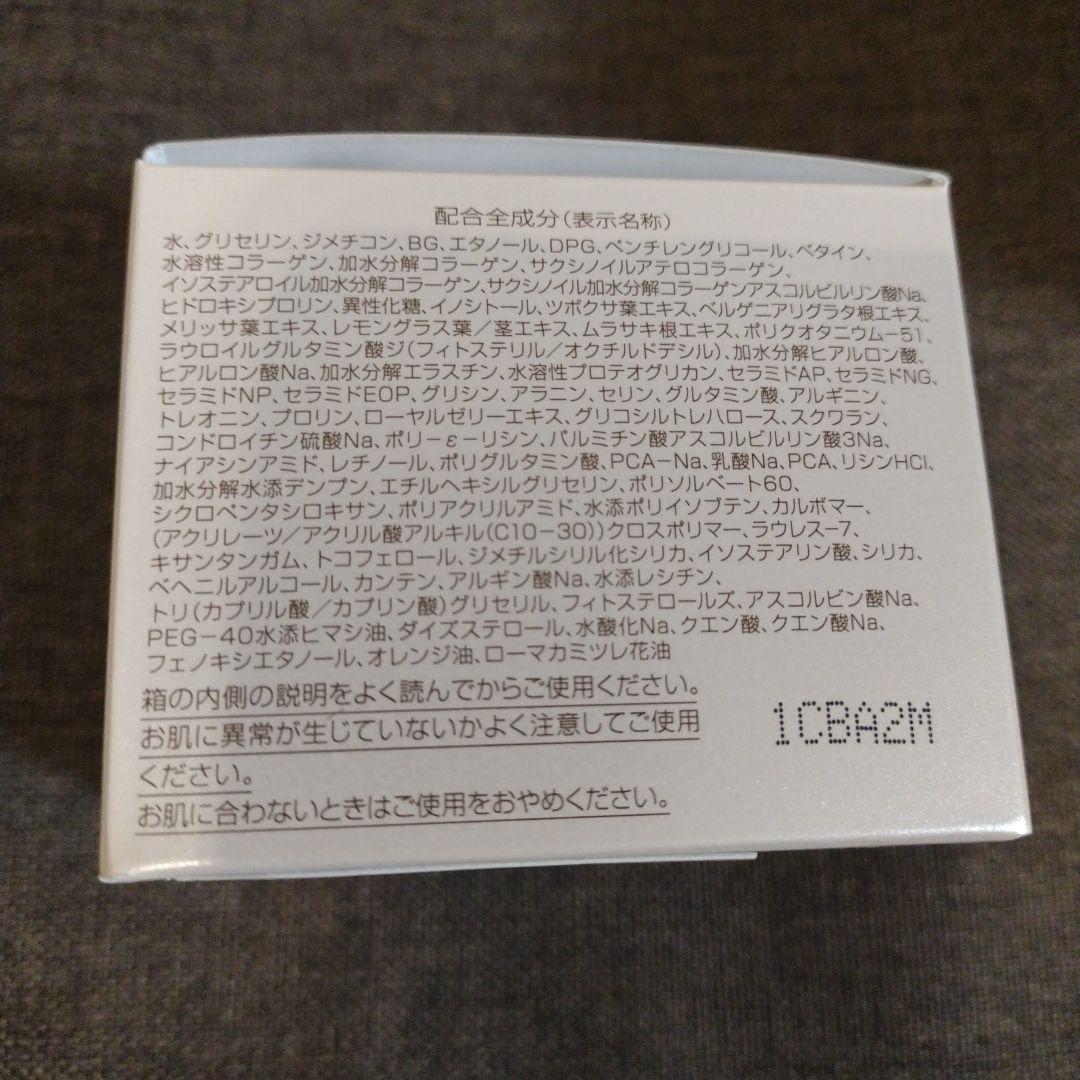 配合全成分(表示名称)
水、グリセリン、ジメチコン、BG、エタノール、DPG、ペンチレングリコール、ベタイン、
水溶性コラーゲン、加水分解コラーゲン、サクシノイルアテロコラーゲン、
イソステアロイル加水分解コラーゲン、サクシノイル加水分解コラーゲンアスコルビルリン酸Na、
ヒドロキシプロリン、異性化糖、イノシトール、ツボクサ葉エキス、ベルゲニアリグラタ根エキス、
メリッサ葉エキス、レモングラス葉/茎エキス、ムラサキ根エキス、ポリクオタニウム-51、
ラウロイルグルタミン酸ジ(フィトステリル/オクチルドデシル)、加水分解ヒアルロン酸、
ヒアルロン酸Na、加水分解エラスチン、水溶性プロテオグリカン、セラミドAP、セラミドNG、
セラミドNP、セラミドEOP、グリシン、アラニン、セリン、グルタミン酸、アルギニン、
トレオニン、プロリン、ローヤルゼリーエキス、グリコシルトレハロース、スクワラン、
コンドロイチン硫酸Na、ポリ-ε-リシン、パルミチン酸アスコルビルリン酸3Na、
ナイアシンアミド、レチノール、ポリグルタミン酸、PCA-Na、乳酸Na、PCA、リシンHCl、
加水分解水添デンプン、エチルヘキシルグリセリン、ポリソルベート60、
シクロペンタシロキサン、ポリアクリルアミド、水添ポリイソブテン、カルボマー、
(アクリレーツ/アクリル酸アルキル(C10-30))クロスポリマー、ラウレス-7、
キサンタンガム、トコフェロール、ジメチルシリル化シリカ、イソステアリン酸、シリカ、
ベヘニルアルコール、カンテン、アルギン酸Na、水添レシチン、
トリ(カプリル酸/カプリン酸)グリセリル、フィトステロールズ、アスコルビン酸Na、
PEG-40水添ヒマシ油、ダイズステロール、水酸化Na、クエン酸、クエン酸Na、
フェノキシエタノール、オレンジ油、ローマカミツレ花油
箱の内側の説明をよく読んでからご使用ください。
お肌に異常が生じていないかよく注意してご使用
ください。
お肌に合わないときはご使用をおやめください。
1CBA2M